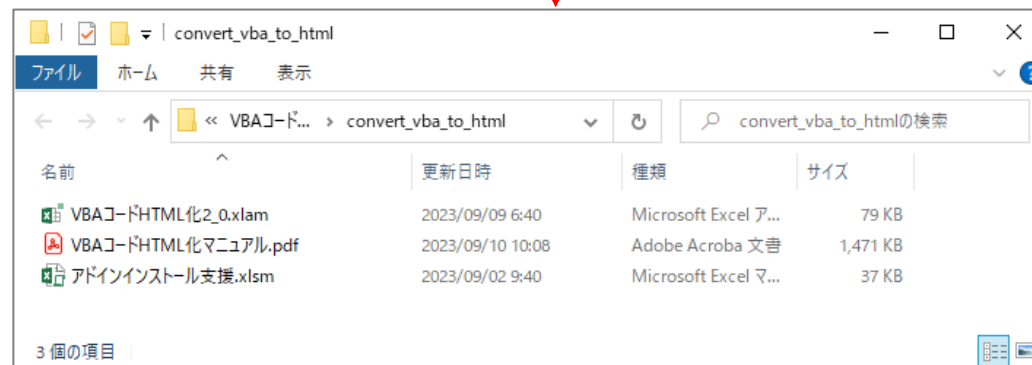 convert_vba_to_html
ファイル ホーム 共有 表示
« VBAコード... › convert_vba_to_html convert_vba_to_htmlの検索
名前 更新日時 種類 サイズ
VBAコードHTML化2_0.xlam 2023/09/09 6:40 Microsoft Excel ア... 79 KB
VBAコードHTML化マニュアル.pdf 2023/09/10 10:08 Adobe Acroba 文書 1,471 KB
アドインインストール支援.xlsm 2023/09/02 9:40 Microsoft Excel マ... 37 KB
3 個の項目